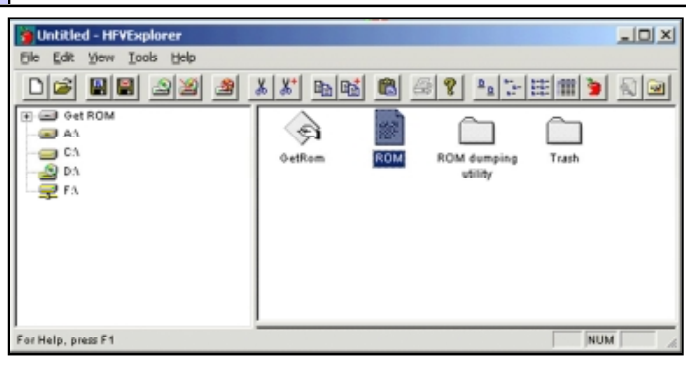 Untitled - HFVExplorer
File Edit View Tools Help
Get ROM
A:\
C:\
D:\
F:\
GetRom
ROM
ROM dumping
utility
Trash
For Help, press F1
NUM